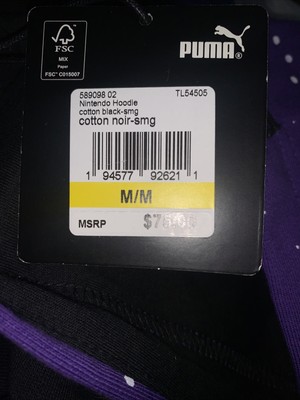 FSC
MIX
Paper
FSC® C015007
PUMA
589098 02 TL54505
Nintendo Hoodie
cotton black-smg
cotton noir-smg
1 94577 92621 1
M/M
MSRP